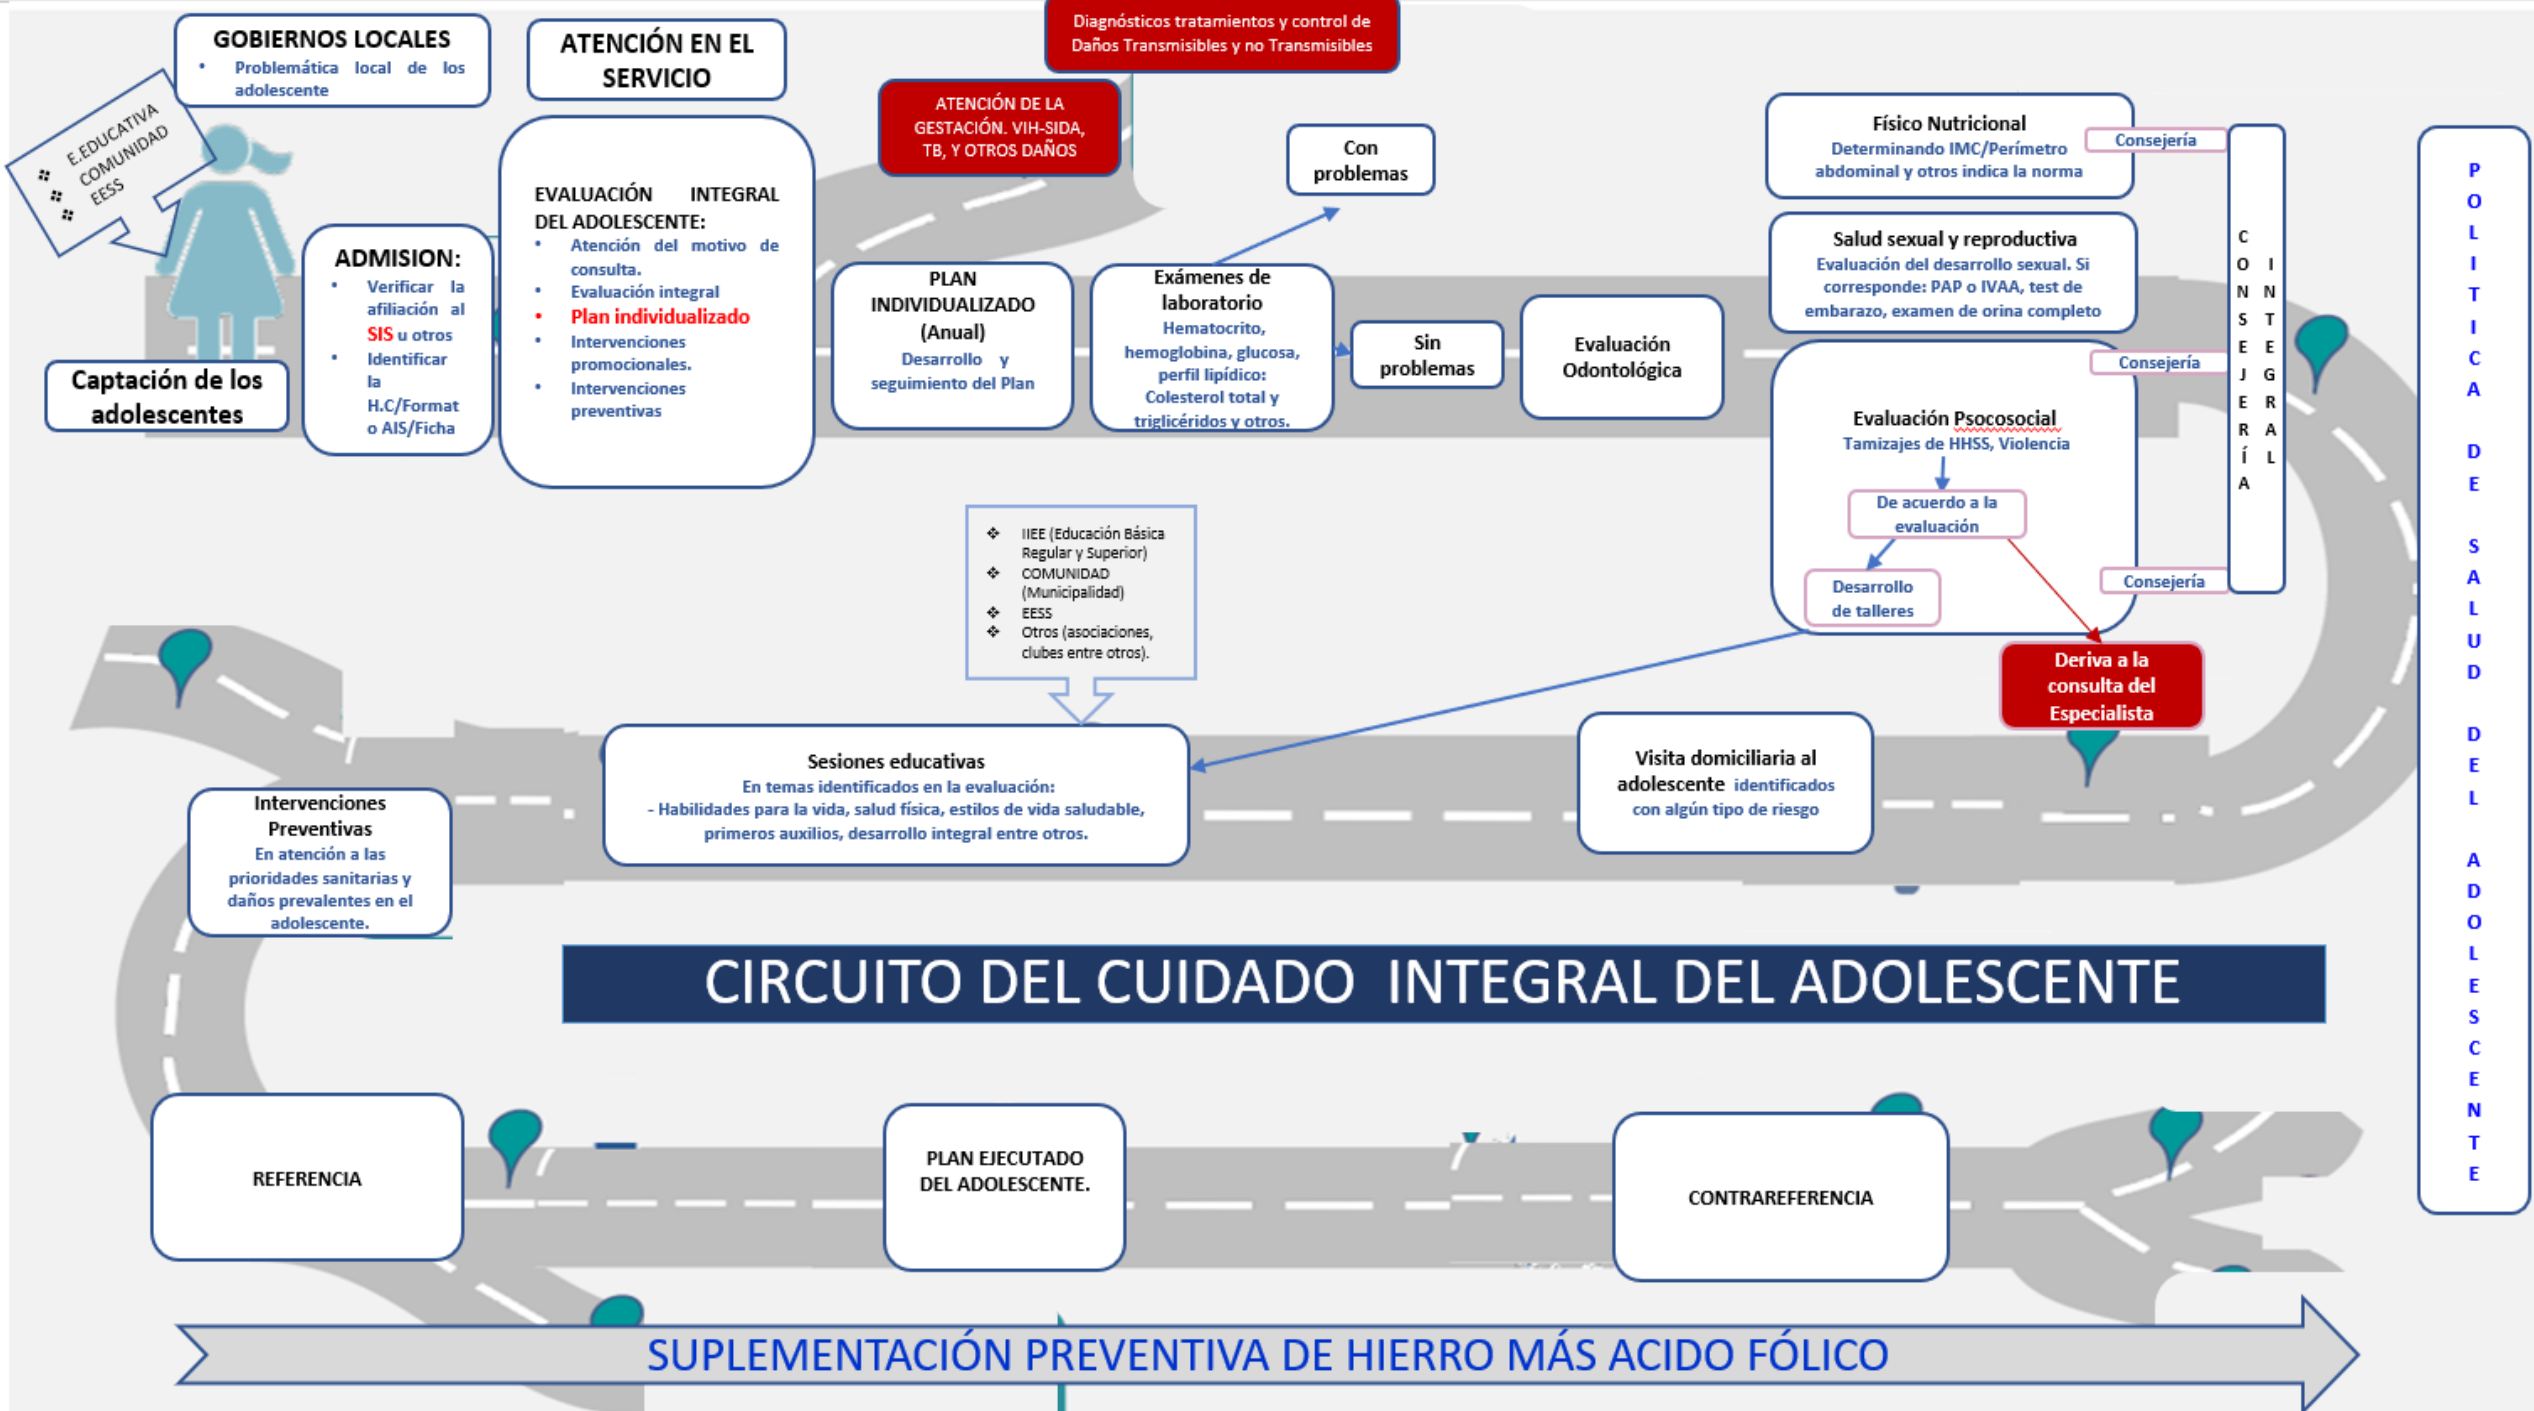 GOBIERNOS LOCALES
• Problemática local de los
adolescente
❖ E.EDUCATIVA
❖ COMUNIDAD
❖ EESS
Captación de los
adolescentes
ADMISION:
• Verificar la
afiliación al
SIS u otros
• Identificar
la
H.C/Format
o AIS/Ficha
ATENCIÓN EN EL
SERVICIO
EVALUACIÓN INTEGRAL
DEL ADOLESCENTE:
• Atención del motivo de
consulta.
• Evaluación integral
• Plan individualizado
• Intervenciones
promocionales.
• Intervenciones
preventivas
Diagnósticos tratamientos y control de
Daños Transmisibles y no Transmisibles
ATENCIÓN DE LA
GESTACIÓN. VIH-SIDA,
TB, Y OTROS DAÑOS
PLAN
INDIVIDUALIZADO
(Anual)
Desarrollo y
seguimiento del Plan
Exámenes de
laboratorio
Hematocrito,
hemoglobina, glucosa,
perfil lipídico:
Colesterol total y
triglicéridos y otros.
Con
problemas
Sin
problemas
Evaluación
Odontológica
Físico Nutricional
Determinando IMC/Perímetro
abdominal y otros indica la norma
Consejería
Salud sexual y reproductiva
Evaluación del desarrollo sexual. Si
corresponde: PAP o IVAA, test de
embarazo, examen de orina completo
Consejería
Evaluación Psocosocial
Tamizajes de HHSS, Violencia
De acuerdo a la
evaluación
Desarrollo
de talleres
Consejería
CONSEJERÍA
INTEGRAL
POLITICA DE SALUD DEL ADOLESCENTE
Deriva a la
consulta del
Especialista
❖ IIEE (Educación Básica
Regular y Superior)
❖ COMUNIDAD
(Municipalidad)
❖ EESS
❖ Otros (asociaciones,
clubes entre otros).
Visita domiciliaria al
adolescente identificados
con algún tipo de riesgo
Sesiones educativas
En temas identificados en la evaluación:
- Habilidades para la vida, salud física, estilos de vida saludable,
primeros auxilios, desarrollo integral entre otros.
Intervenciones
Preventivas
En atención a las
prioridades sanitarias y
daños prevalentes en el
adolescente.
CIRCUITO DEL CUIDADO INTEGRAL DEL ADOLESCENTE
REFERENCIA
PLAN EJECUTADO
DEL ADOLESCENTE.
CONTRAREFERENCIA
SUPLEMENTACIÓN PREVENTIVA DE HIERRO MÁS ACIDO FÓLICO